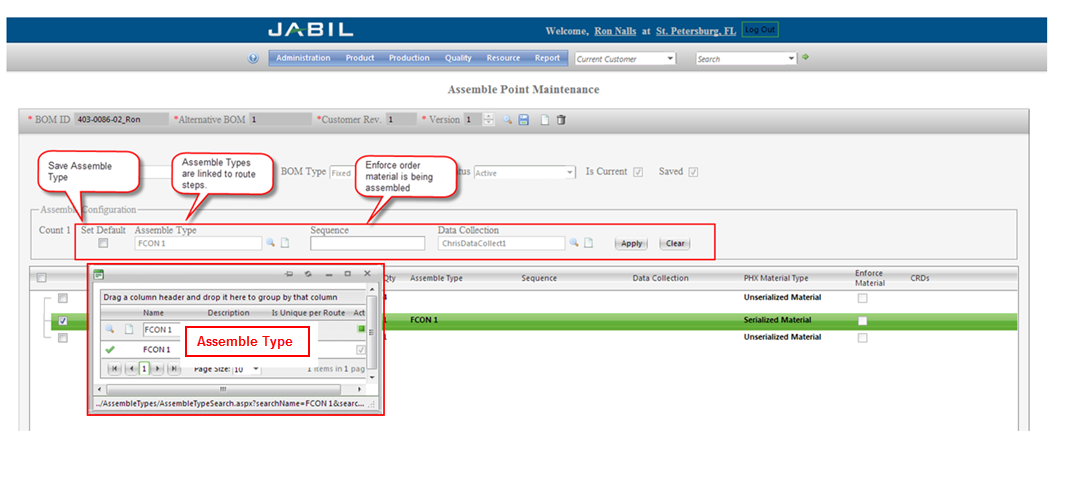 JABIL
Welcome, Ron Nalls at St. Petersburg, FL Log Out
Administration Product Production Quality Resource Report Current Customer Search
Assemble Point Maintenance
* BOM ID 403-0086-02_Ron *Alternative BOM 1 *Customer Rev. 1 * Version 1
Save Assemble
Type
Assemble Types
are linked to route
steps.
Enforce order
material is being
assembled
BOM Type Fixed Active Is Current Saved
Configuration
Count 1 Set Default Assemble Type Sequence Data Collection
FCON 1 ChrisDataCollect1 Apply Clear
Qty Assemble Type Sequence Data Collection PHX Material Type Enforce
Material CRDs
Unserialized Material
1 FCON 1 Serialized Material
1 Unserialized Material
Drag a column header and drop it here to group by that column
Name Description Is Unique per Route Act
FCON 1
Assemble Type
FCON 1
1 Page Size: 10 1 items in 1 pag
../AssembleTypes/AssembleTypeSearch.aspx?searchName=FCON 1&searc...